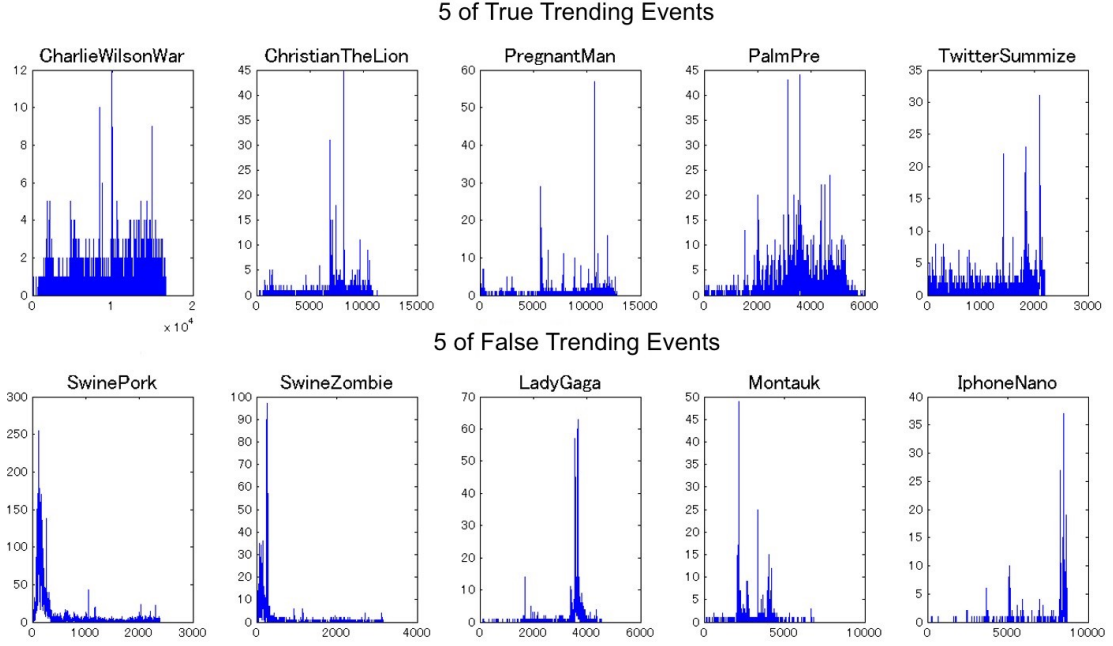 5 of True Trending Events
CharlieWilsonWar ChristianTheLion PregnantMan PalmPre TwitterSummize
12 10 8 6 4 2 0
0 1 2
x 10^4
45 40 35 30 25 20 15 10 5 0
0 5000 10000 15000
60 50 40 30 20 10 0
0 5000 10000 15000
45 40 35 30 25 20 15 10 5 0
0 2000 4000 6000
35 30 25 20 15 10 5 0
0 1000 2000 3000
5 of False Trending Events
SwinePork SwineZombie LadyGaga Montauk IphoneNano
300 250 200 150 100 50 0
0 1000 2000 3000
100 90 80 70 60 50 40 30 20 10 0
0 2000 4000
70 60 50 40 30 20 10 0
0 2000 4000 6000
50 45 40 35 30 25 20 15 10 5 0
0 5000 10000
40 35 30 25 20 15 10 5 0
0 5000 10000